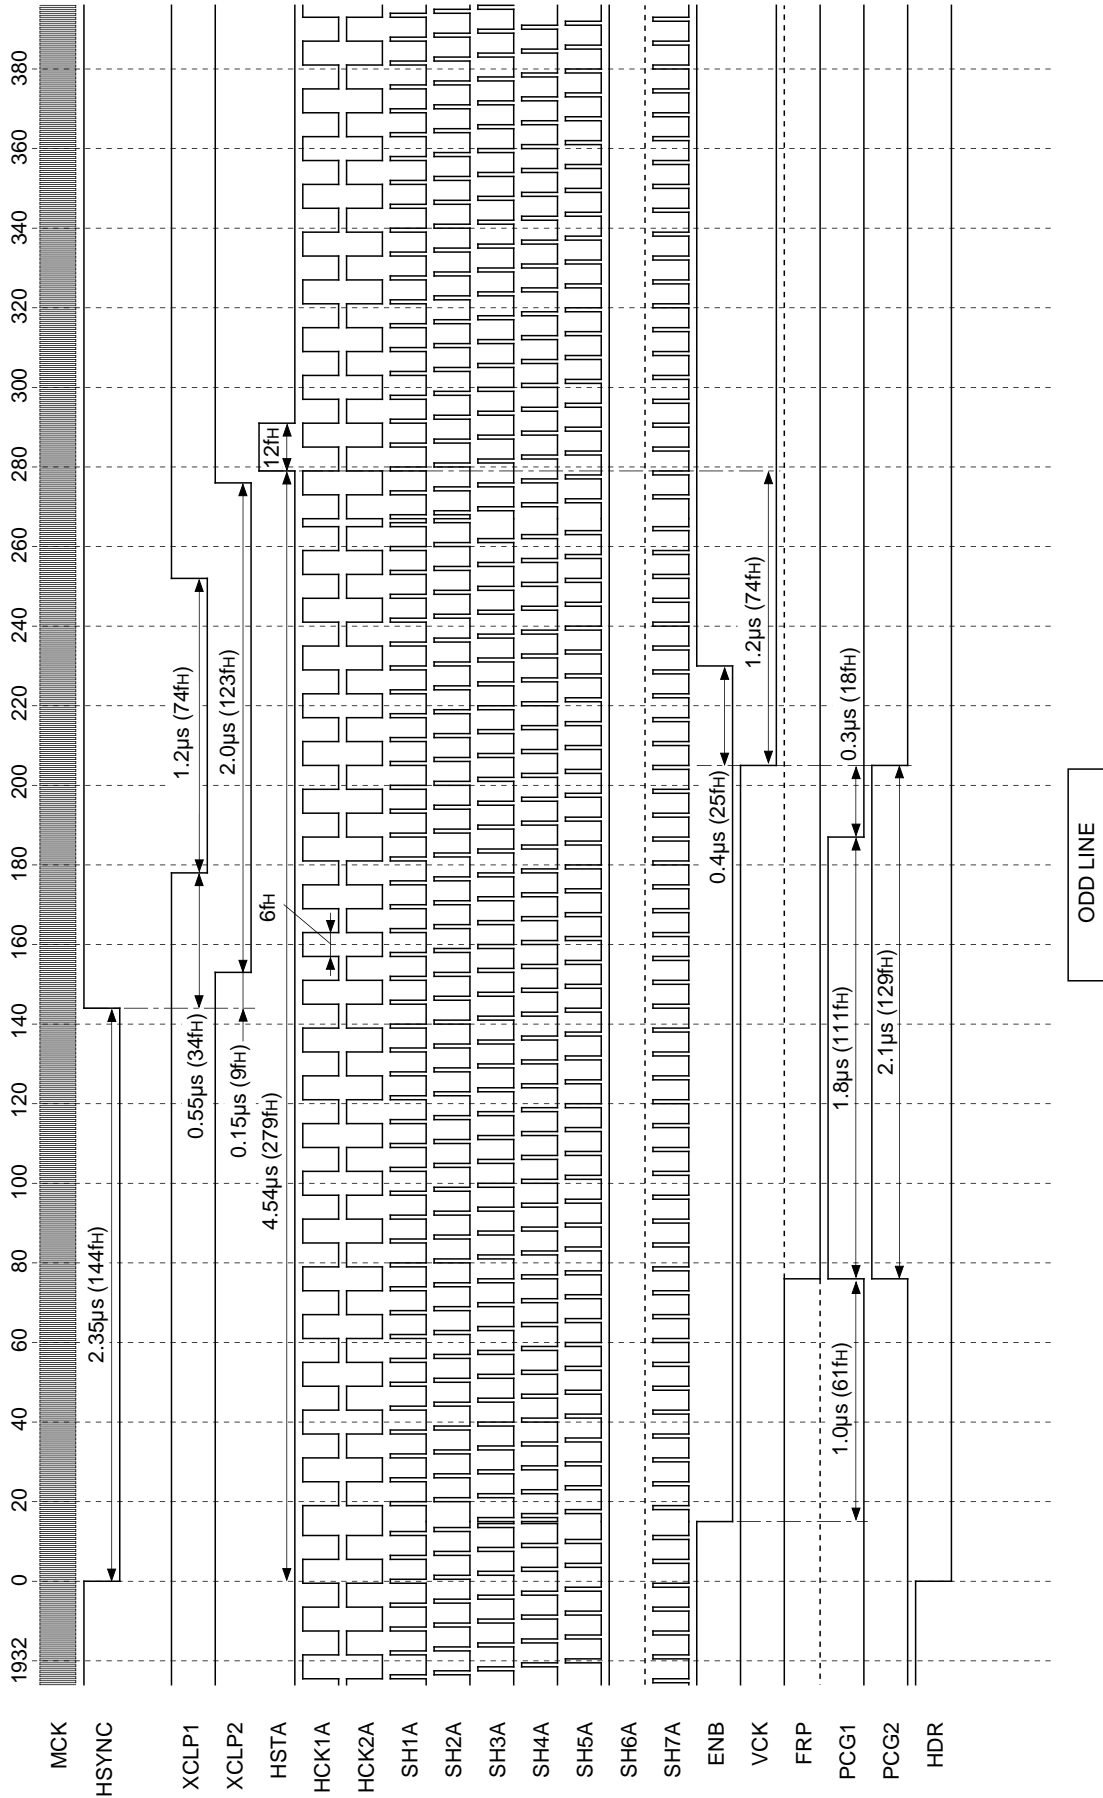 MCK
HSYNC
XCLP1
XCLP2
HSTA
HCK1A
HCK2A
SH1A
SH2A
SH3A
SH4A
SH5A
SH6A
SH7A
ENB
VCK
FRP
PCG1
PCG2
HDR
1932
0
20
40
60
80
100
120
140
160
180
200
220
240
260
280
300
320
340
360
380
2.35µs (144fH)
0.55µs (34fH)
1.2µs (74fH)
0.15µs (9fH)
2.0µs (123fH)
4.54µs (279fH)
12fH
6fH
0.4µs (25fH)
1.2µs (74fH)
1.0µs (61fH)
1.8µs (111fH)
0.3µs (18fH)
2.1µs (129fH)
ODD LINE